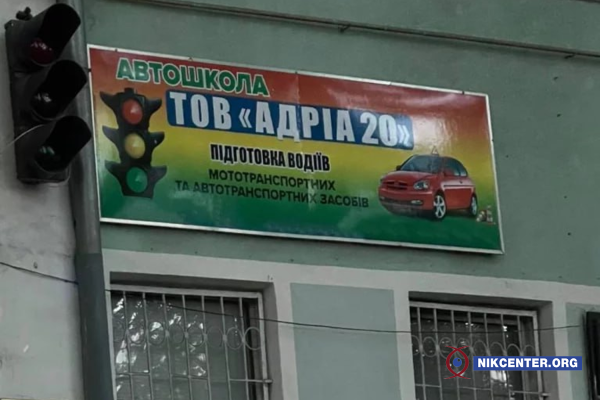 АВТОШКОЛА
ТОВ «АДРІА 20»
ПІДГОТОВКА ВОДІЇВ
МОТОТРАНСПОРТНИХ
ТА АВТОТРАНСПОРТНИХ ЗАСОБІВ
NIKCENTER.ORG